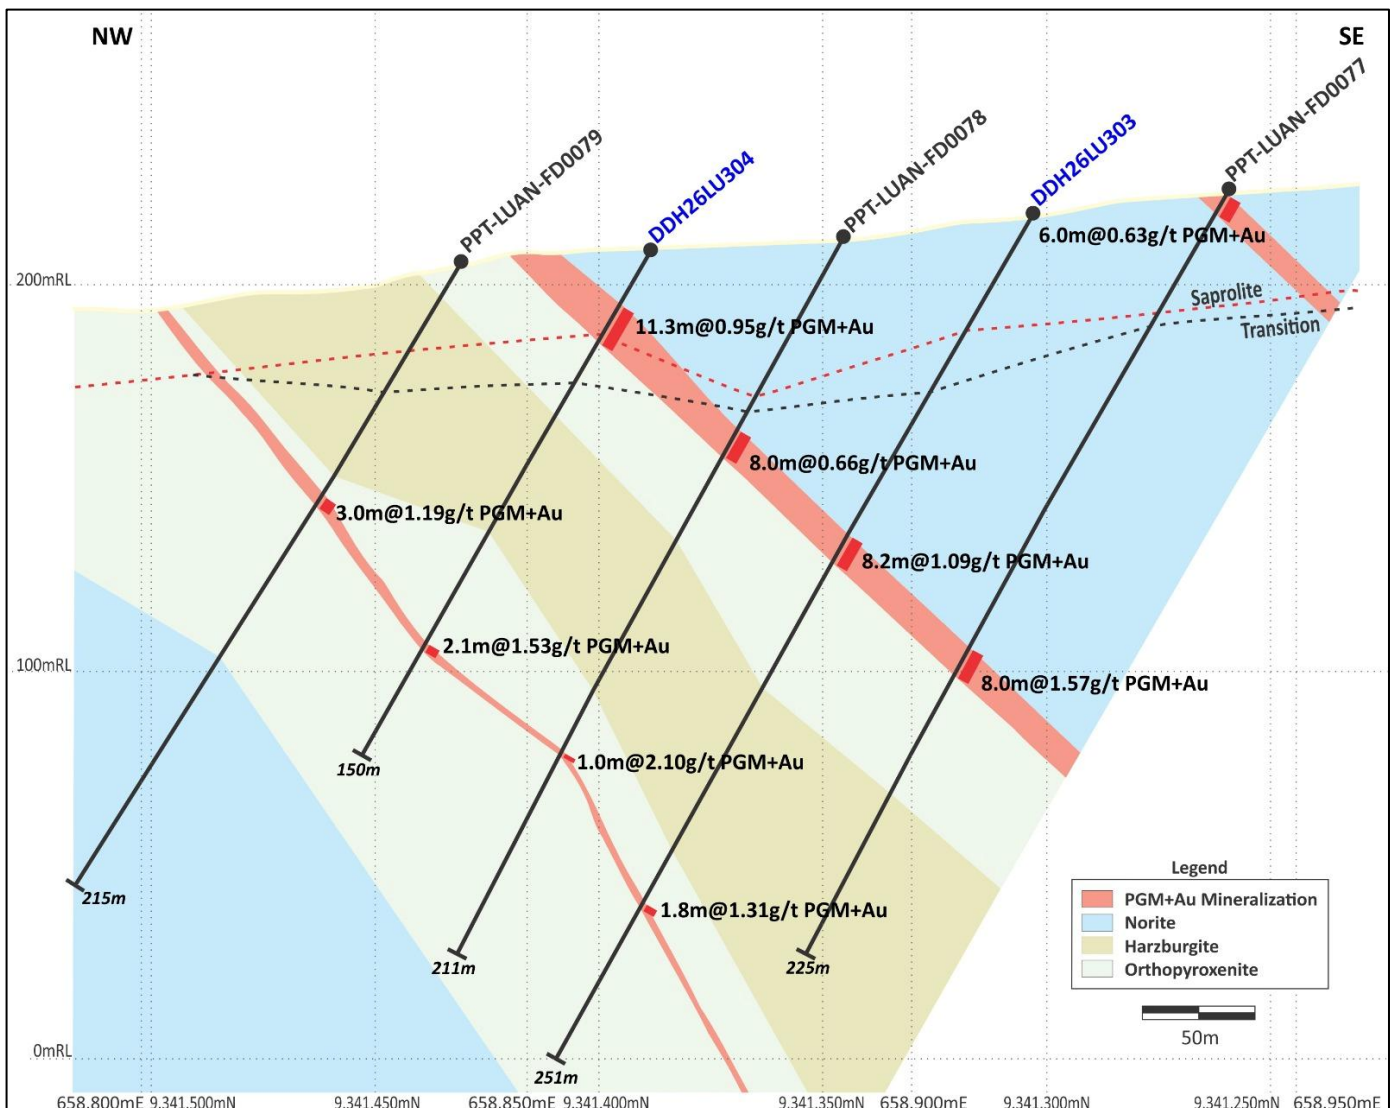 NW
SE
PPT-LUAN-FD0079
DDH26LU304
PPT-LUAN-FD0078
DDH26LU303
PPT-LUAN-FD0077
6.0m@0.63g/t PGM+Au
200mRL
Saprolite
Transition
11.3m@0.95g/t PGM+Au
8.0m@0.66g/t PGM+Au
3.0m@1.19g/t PGM+Au
8.2m@1.09g/t PGM+Au
2.1m@1.53g/t PGM+Au
100mRL
8.0m@1.57g/t PGM+Au
150m
1.0m@2.10g/t PGM+Au
215m
1.8m@1.31g/t PGM+Au
211m
225m
Legend
PGM+Au Mineralization
Norite
Harzburgite
Orthopyroxenite
50m
0mRL
251m
658.800mE 9.341.500mN 9.341.450mN 658.850mE 9.341.400mN 9.341.350mN 658.900mE 9.341.300mN 9.341.250mN 658.950mE